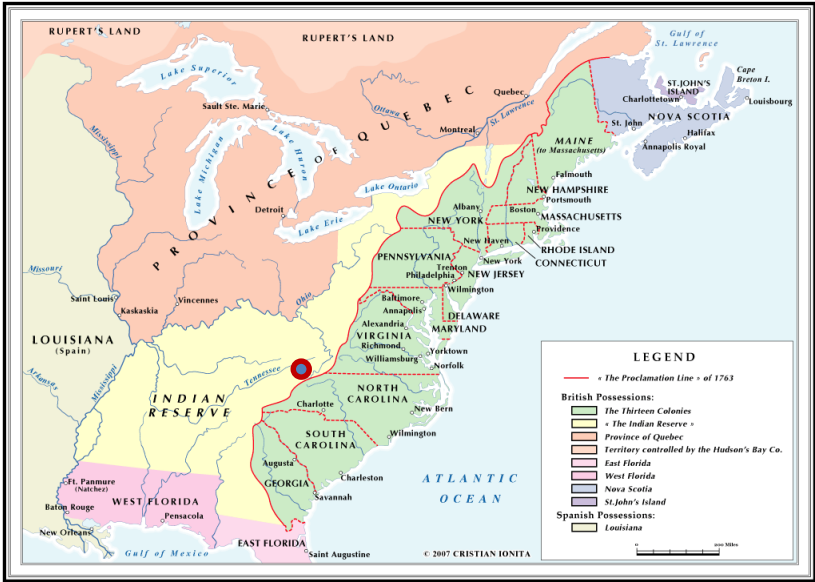 RUPERT'S LAND
RUPERT'S LAND
Gulf of
St. Lawrence
Cape
Breton I.
Lake Superior
Sault Ste. Marie
Quebec
Ottawa
St. Lawrence
ST.JOHN'S
ISLAND
Charlottetown
Louisbourg
NOVA SCOTIA
St. John
Halifax
Annapolis Royal
Mississippi
Montreal
MAINE
(to Massachusetts)
Lake Michigan
Lake Huron
PROVINCE OF QUEBEC
Lake Ontario
Falmouth
NEW HAMPSHIRE
Portsmouth
Detroit
Lake Erie
Albany
NEW YORK
Boston
MASSACHUSETTS
Providence
New Haven
RHODE ISLAND
CONNECTICUT
PENNSYLVANIA
New York
Trenton
Philadelphia
NEW JERSEY
Missouri
Wilmington
Saint Louis
Kaskaskia
Vincennes
Ohio
Baltimore
Annapolis
DELAWARE
MARYLAND
Alexandria
VIRGINIA
Richmond
Williamsburg
Yorktown
Norfolk
LOUISIANA
(Spain)
Arkansas
Mississippi
Tennessee
INDIAN
RESERVE
NORTH
CAROLINA
Charlotte
New Bern
Wilmington
SOUTH
CAROLINA
Augusta
Charleston
GEORGIA
Savannah
ATLANTIC
OCEAN
Ft. Panmure
(Natchez)
WEST FLORIDA
Baton Rouge
Pensacola
New Orleans
Gulf of Mexico
EAST FLORIDA
Saint Augustine
© 2007 CRISTIAN IONITA
LEGEND
« The Proclamation Line » of 1763
British Possessions:
The Thirteen Colonies
« The Indian Reserve »
Province of Quebec
Territory controlled by the Hudson's Bay Co.
East Florida
West Florida
Nova Scotia
St.John's Island
Spanish Possessions:
Louisiana
0 200 Miles